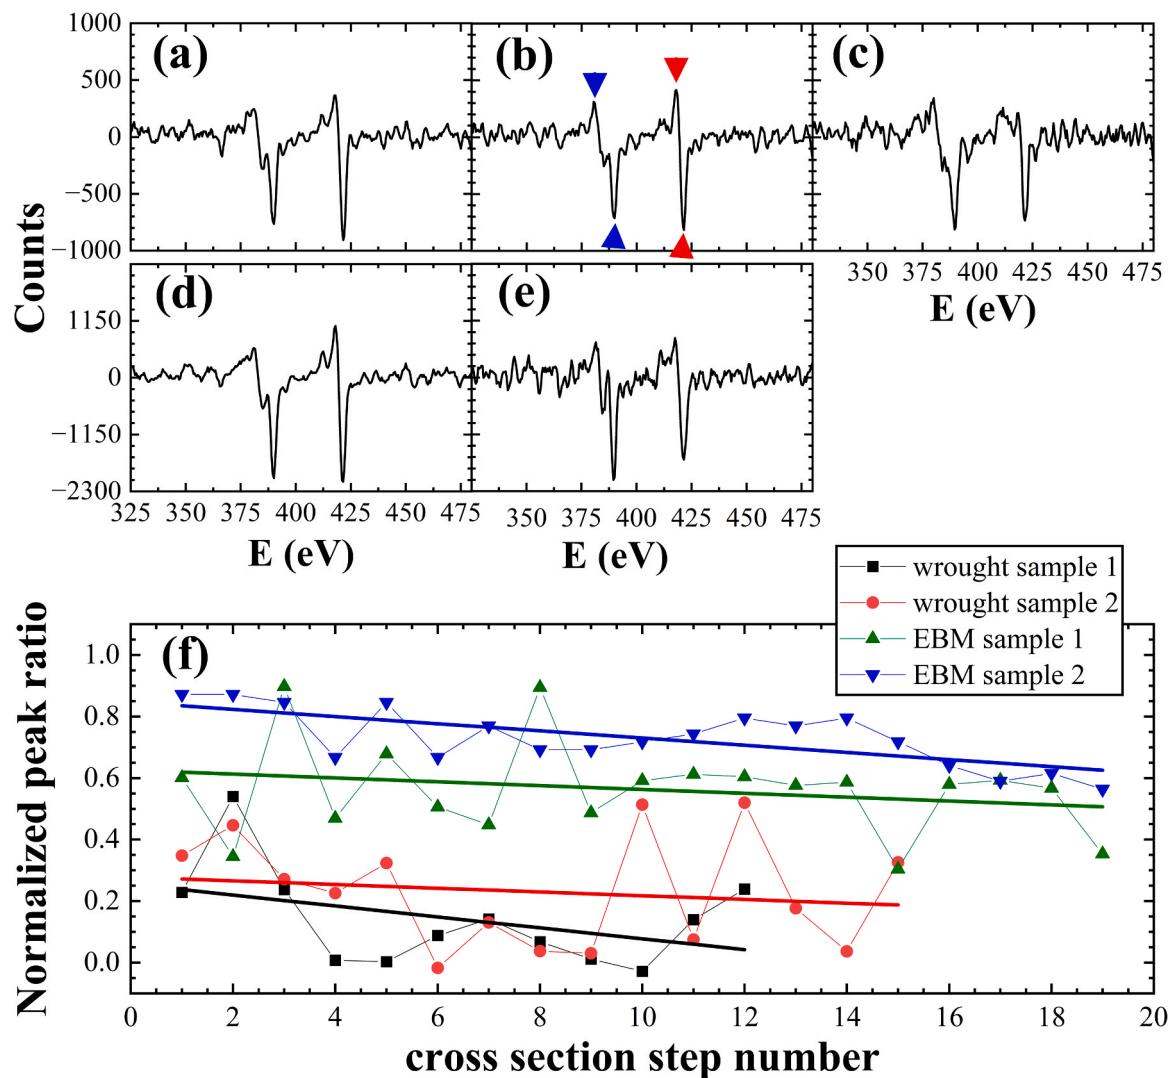 1000
500
0
−500
−1000
(a)
(b)
(c)
350 375 400 425 450 475
E (eV)
Counts
1150
0
−1150
−2300
(d)
(e)
325 350 375 400 425 450 475
350 375 400 425 450 475
E (eV)
E (eV)
wrought sample 1
wrought sample 2
EBM sample 1
EBM sample 2
Normalized peak ratio
(f)
1.0
0.8
0.6
0.4
0.2
0.0
0 2 4 6 8 10 12 14 16 18 20
cross section step number